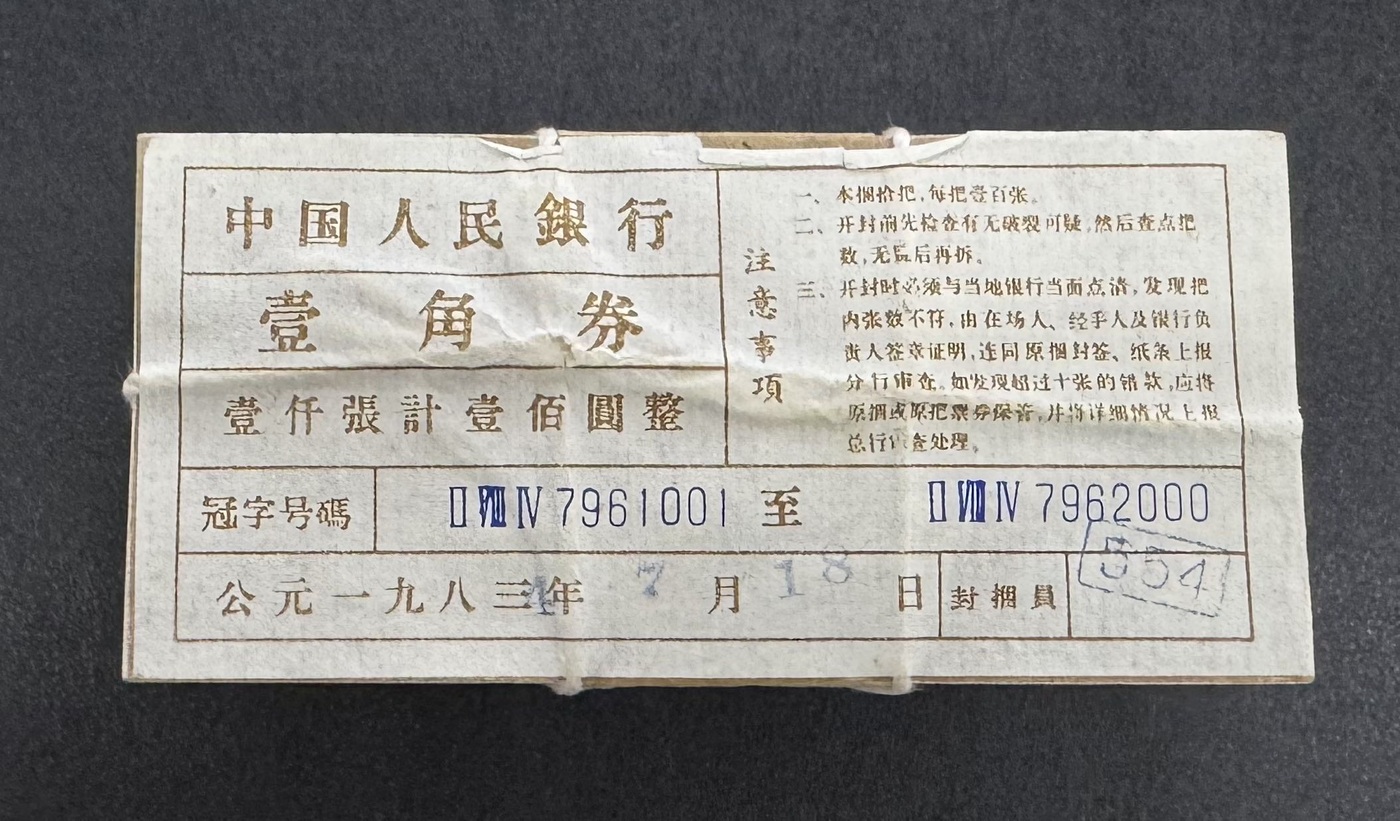 中国人民銀行
壹角券
壹仟張計壹佰圓整
注意事項
一、本捆拾把，每把壹百张。
二、开封前先检查有无破裂可疑，然后查点把
数，无误后再拆。
三、开封时必须与当地银行当面点清，发现把
内张数不符，由在场人、经手人及银行负
责人签章证明，连同原捆封签、纸条上报
分行审查。如发现超过十张的错款，应将
原捆或原把票券保管，并将详细情况上报
总行审查处理。
冠字号碼 ⅡⅧⅣ 7961001 至 ⅡⅧⅣ 7962000
公元一九八三年 4 7月18日 封捆員 554